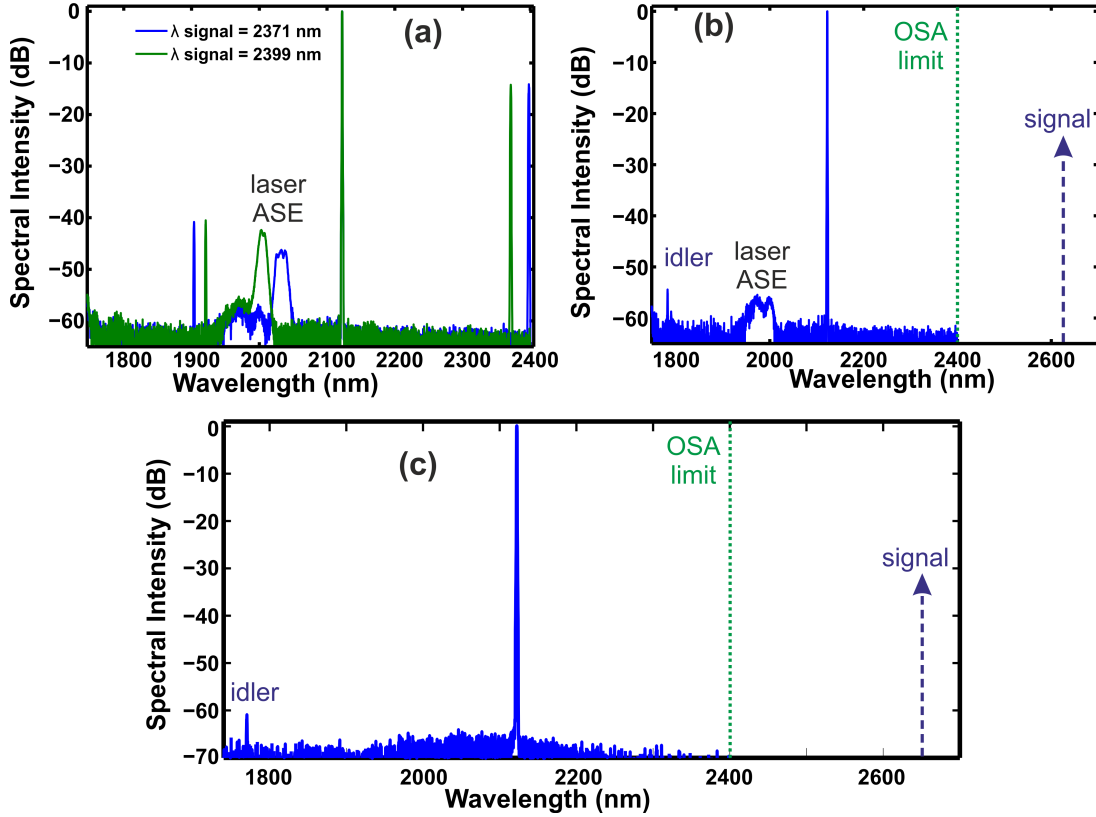 (a)
λ signal = 2371 nm
λ signal = 2399 nm
laser
ASE
0
−10
−20
−30
−40
−50
−60
Spectral Intensity (dB)
1800 1900 2000 2100 2200 2300 2400
Wavelength (nm)
(b)
OSA
limit
signal
idler
laser
ASE
0
−10
−20
−30
−40
−50
−60
Spectral Intensity (dB)
1800 2000 2200 2400 2600
Wavelength (nm)
(c)
OSA
limit
signal
idler
0
−10
−20
−30
−40
−50
−60
−70
Spectral Intensity (dB)
1800 2000 2200 2400 2600
Wavelength (nm)